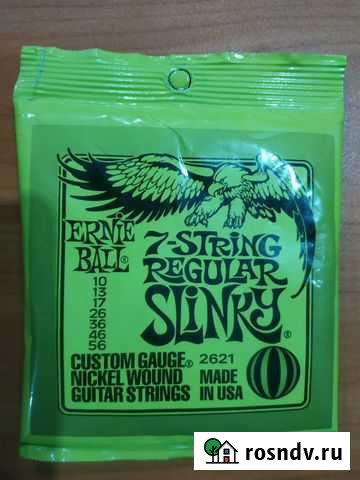 ERNIE
BALL®
10
13
17
26
36
46
56
7-STRING
REGULAR
SLINKY®
CUSTOM GAUGE®
NICKEL WOUND
GUITAR STRINGS
2621
MADE
IN USA
rosndv.ru